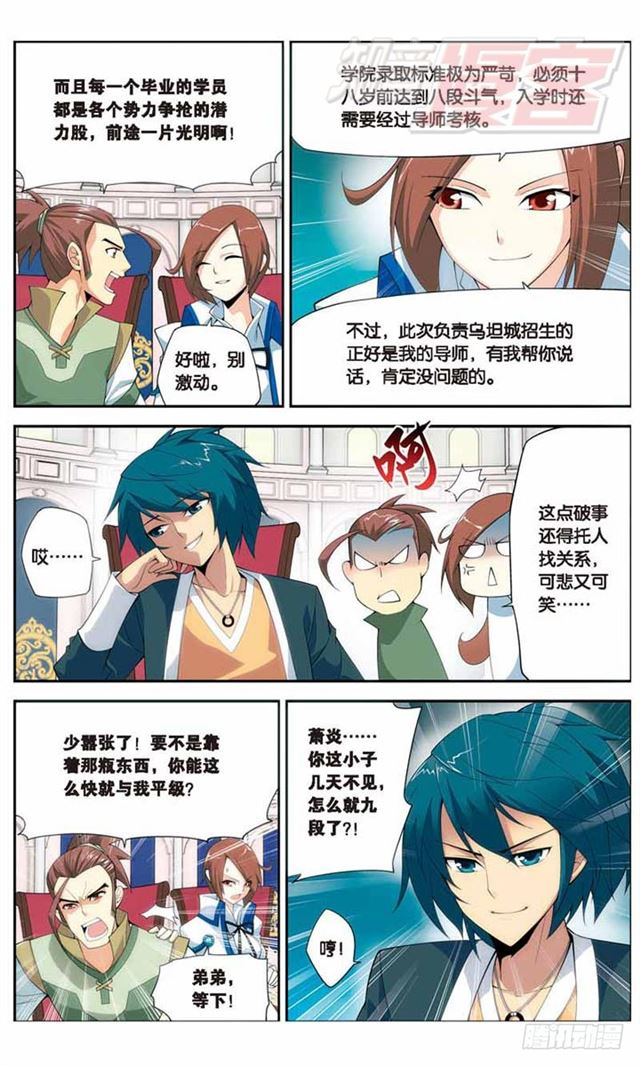 而且每一个毕业的学员
都是各个势力争抢的潜
力股，前途一片光明啊！
好啦，别
激动。
知音漫客
学院录取标准极为严苛，必须十
八岁前达到八段斗气，入学时还
需要经过导师考核。
不过，此次负责乌坦城招生的
正好是我的导师，有我帮你说
话，肯定没问题的。
哎……
啊
这点破事
还得托人
找关系，
可悲又可
笑……
少嚣张了！要不是靠
着那瓶东西，你能这
么快就与我平级？
弟弟，
等下！
萧炎……
你这小子
几天不见，
怎么就九
段了？！
哼！
腾讯动漫